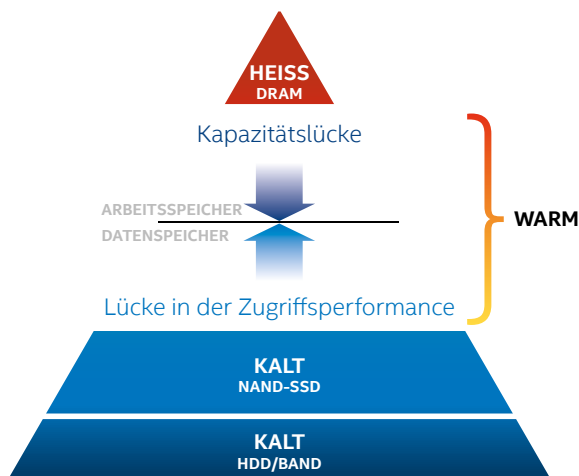 HEISS
DRAM
Kapazitätslücke
ARBEITSSPEICHER
DATENSPEICHER
WARM
Lücke in der Zugriffsperformance
KALT
NAND-SSD
KALT
HDD/BAND